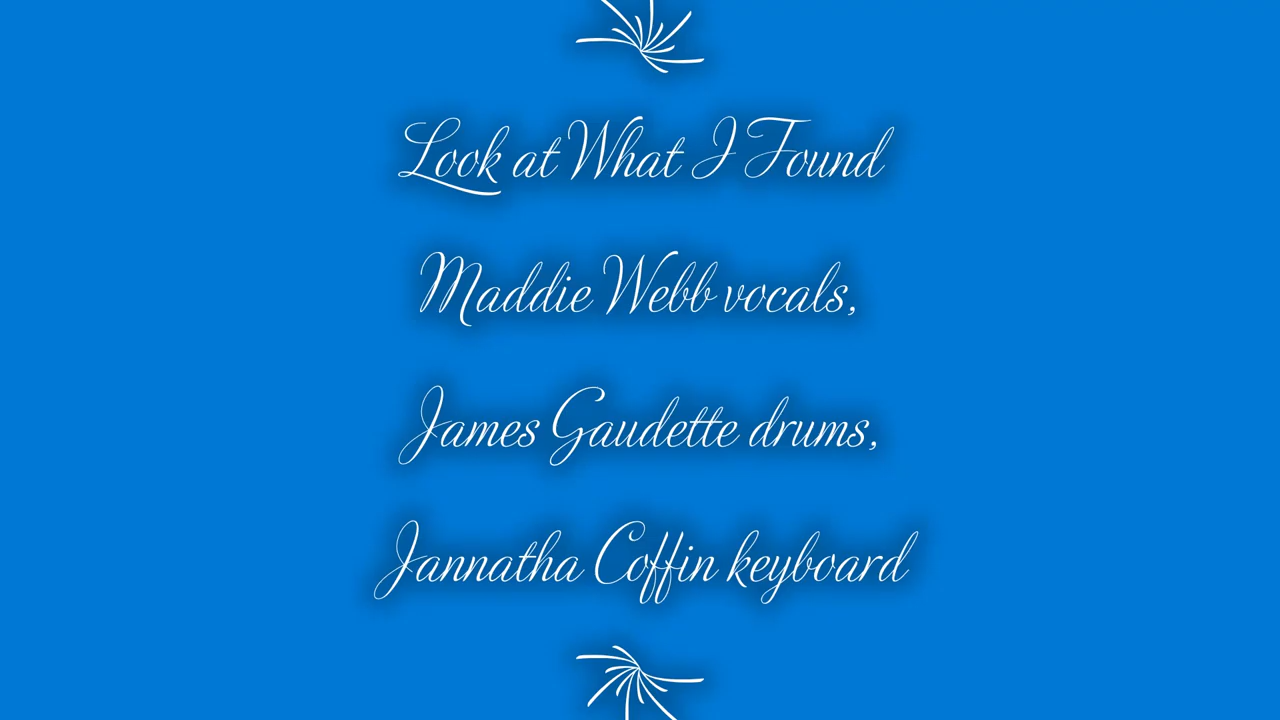 Look at What I Found
Maddie Webb vocals,
James Gaudette drums,
Jannatha Coffin keyboard